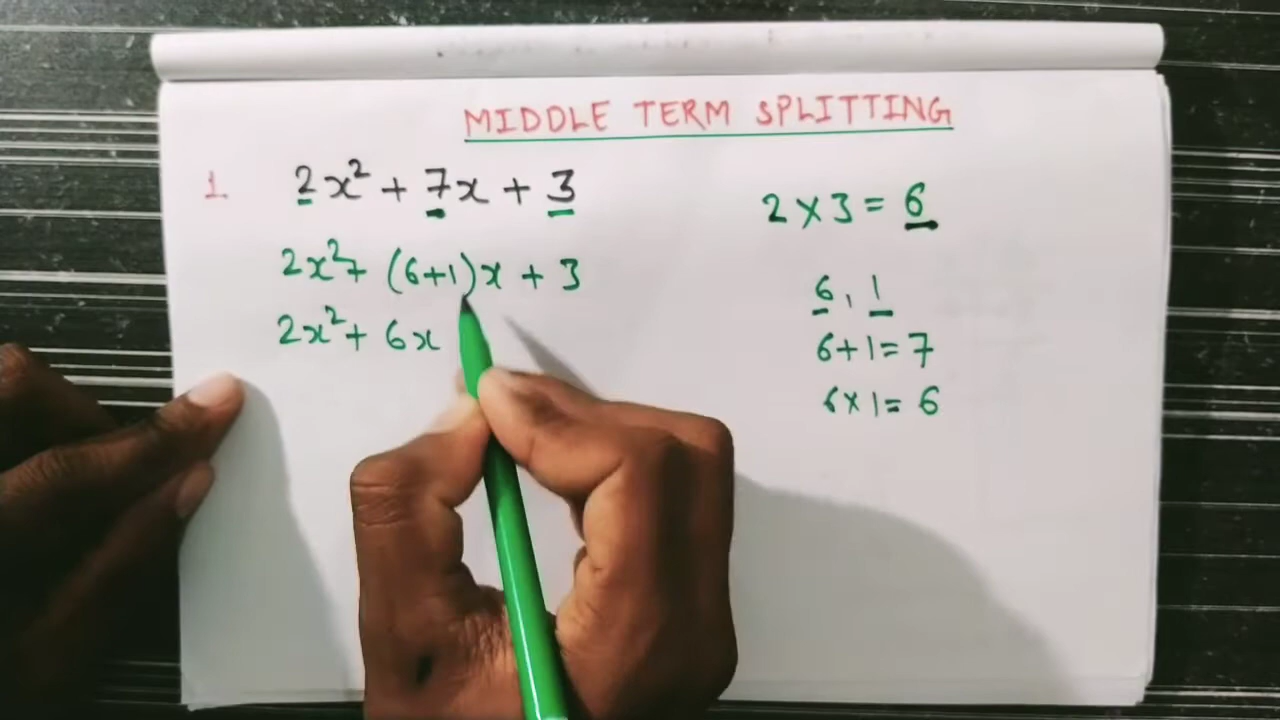 MIDDLE TERM SPLITTING
1 2x² + 7x + 3
2x² + (6+1)x + 3
2x² + 6x
2 × 3 = 6
6, 1
6+1=7
6×1=6